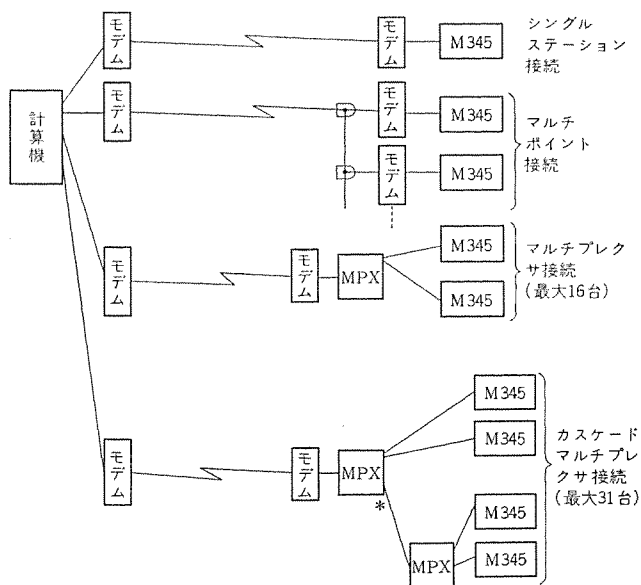 モデム
モデム
M345
シングル
ステーション
接続
計算機
モデム
モデム
M345
モデム
M345
マルチ
ポイント
接続
モデム
モデム
MPX
M345
M345
マルチプレク
サ接続
(最大16台)
モデム
モデム
MPX
*
M345
M345
MPX
M345
M345
カスケード
マルチプレ
クサ接続
(最大31台)